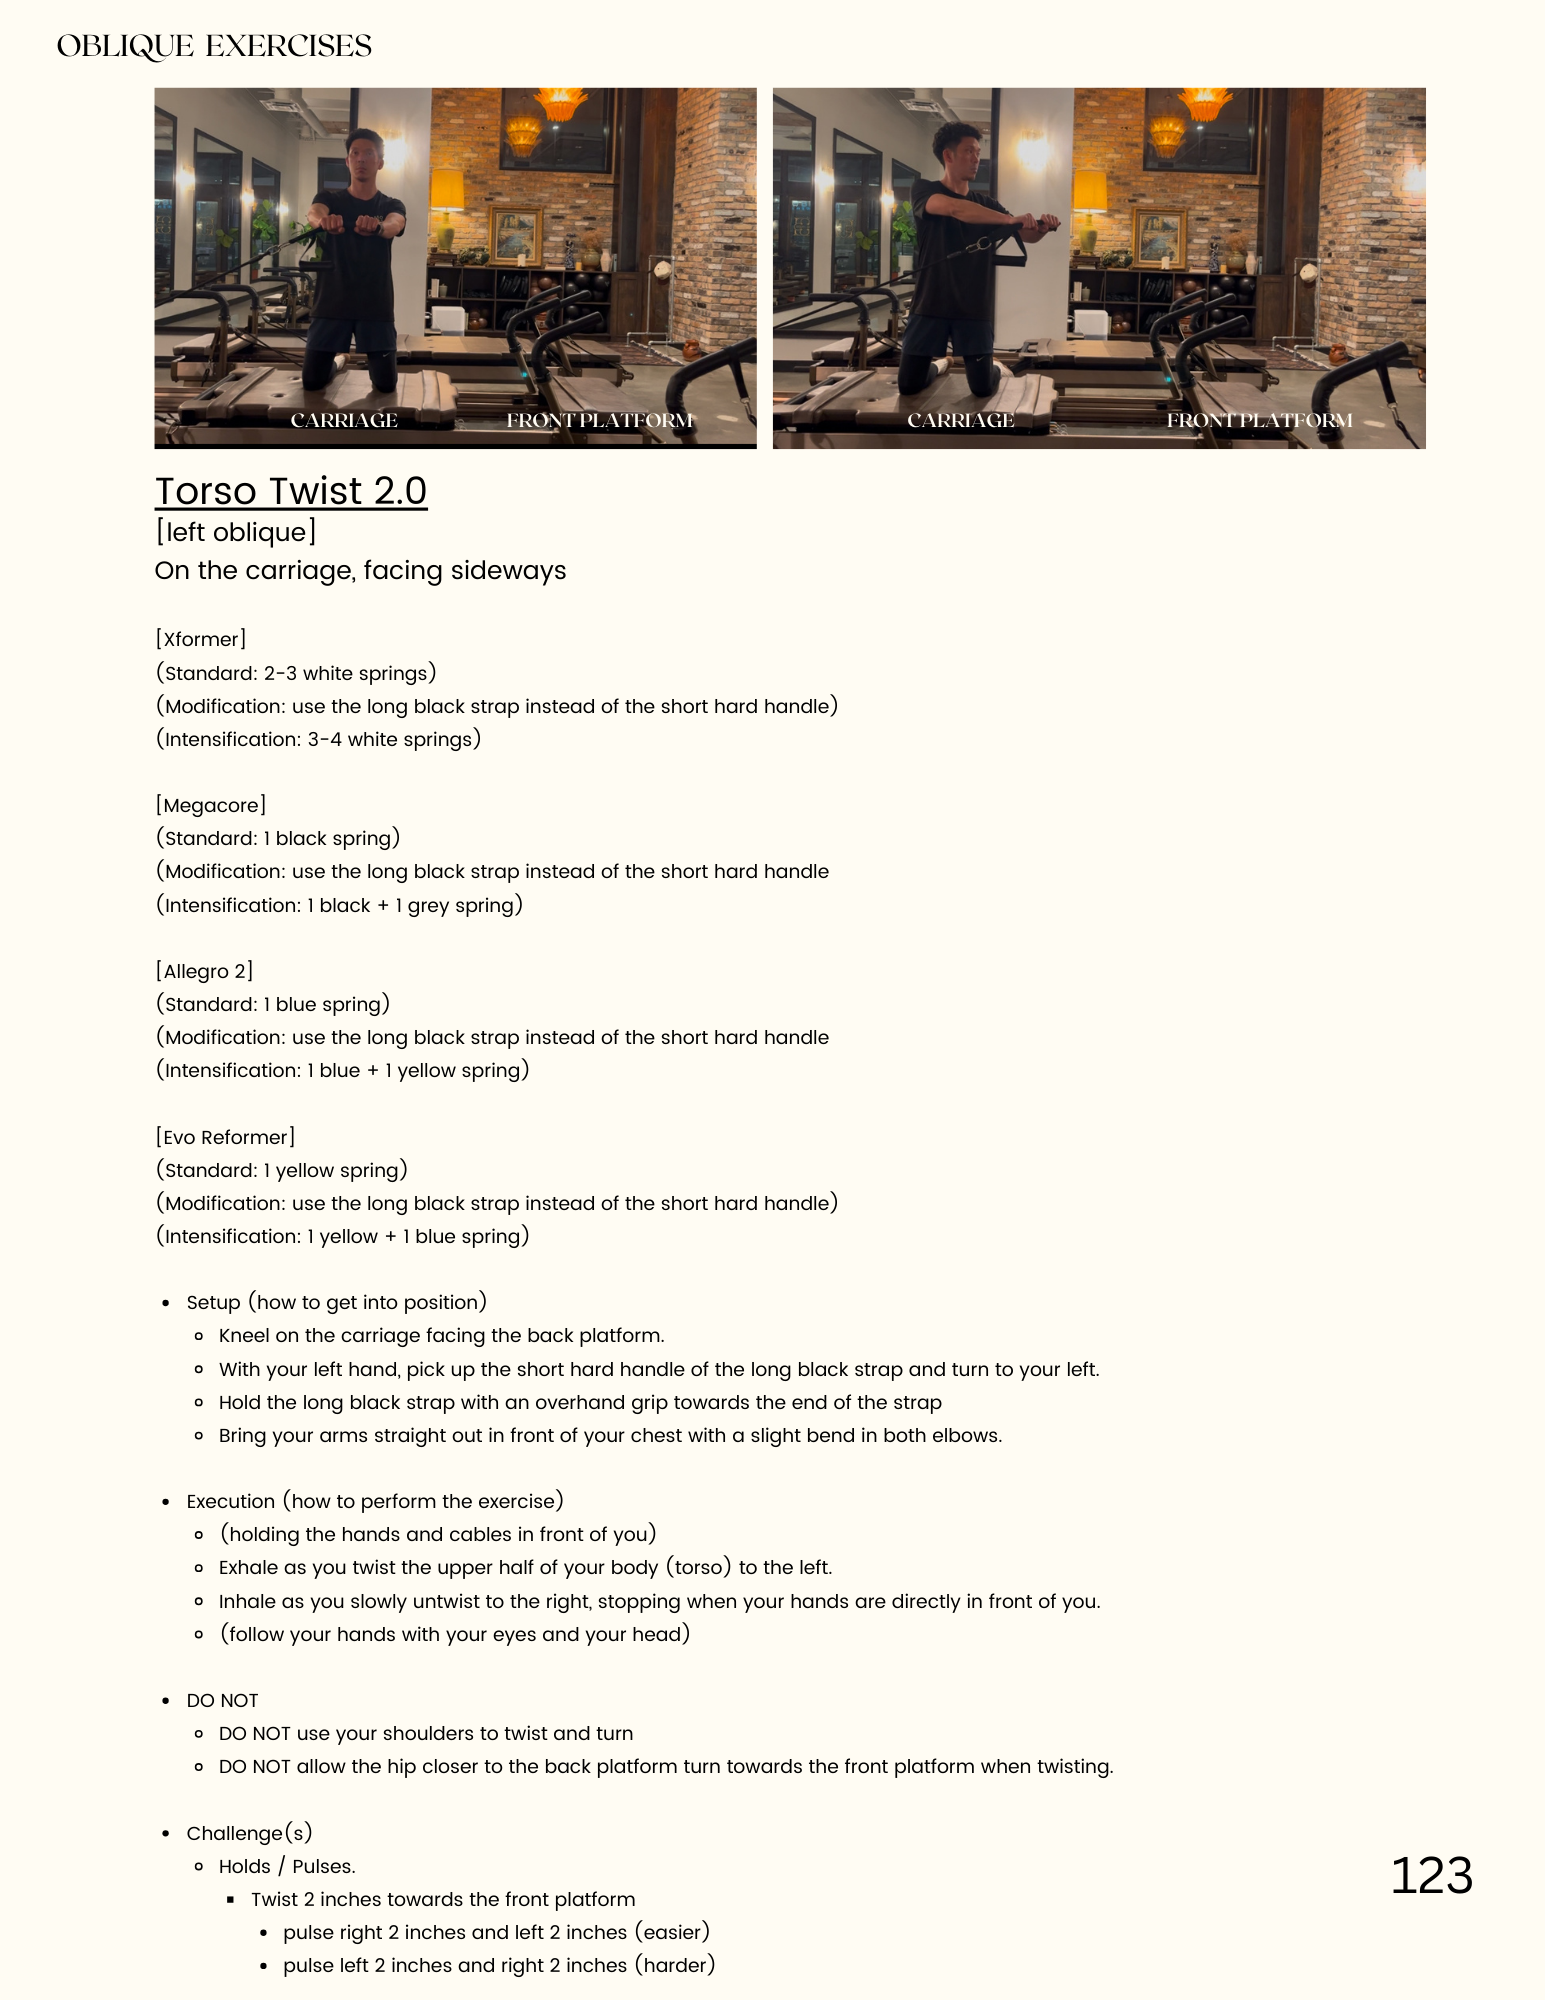 OBLIQUE EXERCISES
CARRIAGE FRONT PLATFORM
CARRIAGE FRONT PLATFORM
Torso Twist 2.0
[left oblique]
On the carriage, facing sideways
[Xformer]
(Standard: 2-3 white springs)
(Modification: use the long black strap instead of the short hard handle)
(Intensification: 3-4 white springs)
[Megacore]
(Standard: 1 black spring)
(Modification: use the long black strap instead of the short hard handle
(Intensification: 1 black + 1 grey spring)
[Allegro 2]
(Standard: 1 blue spring)
(Modification: use the long black strap instead of the short hard handle
(Intensification: 1 blue + 1 yellow spring)
[Evo Reformer]
(Standard: 1 yellow spring)
(Modification: use the long black strap instead of the short hard handle)
(Intensification: 1 yellow + 1 blue spring)
• Setup (how to get into position)
◦ Kneel on the carriage facing the back platform.
◦ With your left hand, pick up the short hard handle of the long black strap and turn to your left.
◦ Hold the long black strap with an overhand grip towards the end of the strap
◦ Bring your arms straight out in front of your chest with a slight bend in both elbows.
• Execution (how to perform the exercise)
◦ (holding the hands and cables in front of you)
◦ Exhale as you twist the upper half of your body (torso) to the left.
◦ Inhale as you slowly untwist to the right, stopping when your hands are directly in front of you.
◦ (follow your hands with your eyes and your head)
• DO NOT
◦ DO NOT use your shoulders to twist and turn
◦ DO NOT allow the hip closer to the back platform turn towards the front platform when twisting.
• Challenge(s)
◦ Holds / Pulses.
▪ Twist 2 inches towards the front platform
• pulse right 2 inches and left 2 inches (easier)
• pulse left 2 inches and right 2 inches (harder)
123